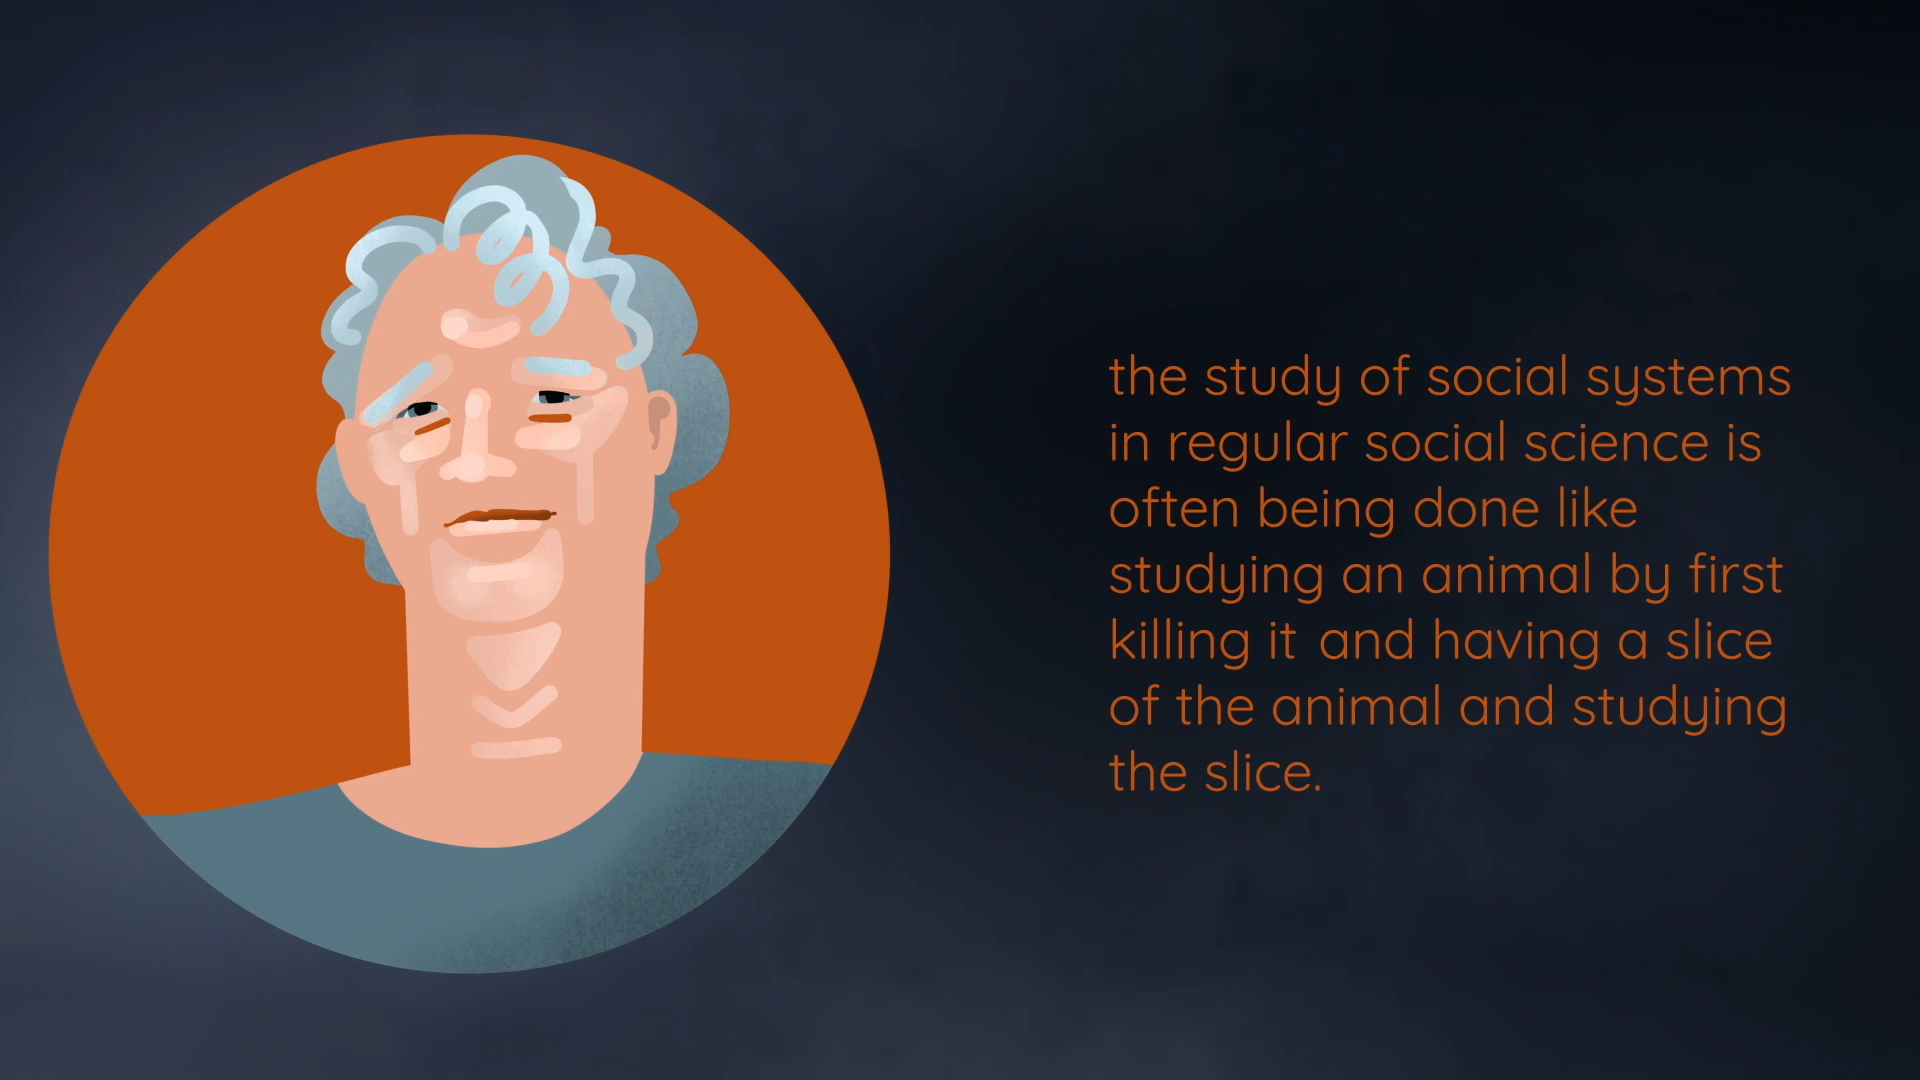 the study of social systems
in regular social science is
often being done like
studying an animal by first
killing it and having a slice
of the animal and studying
the slice.